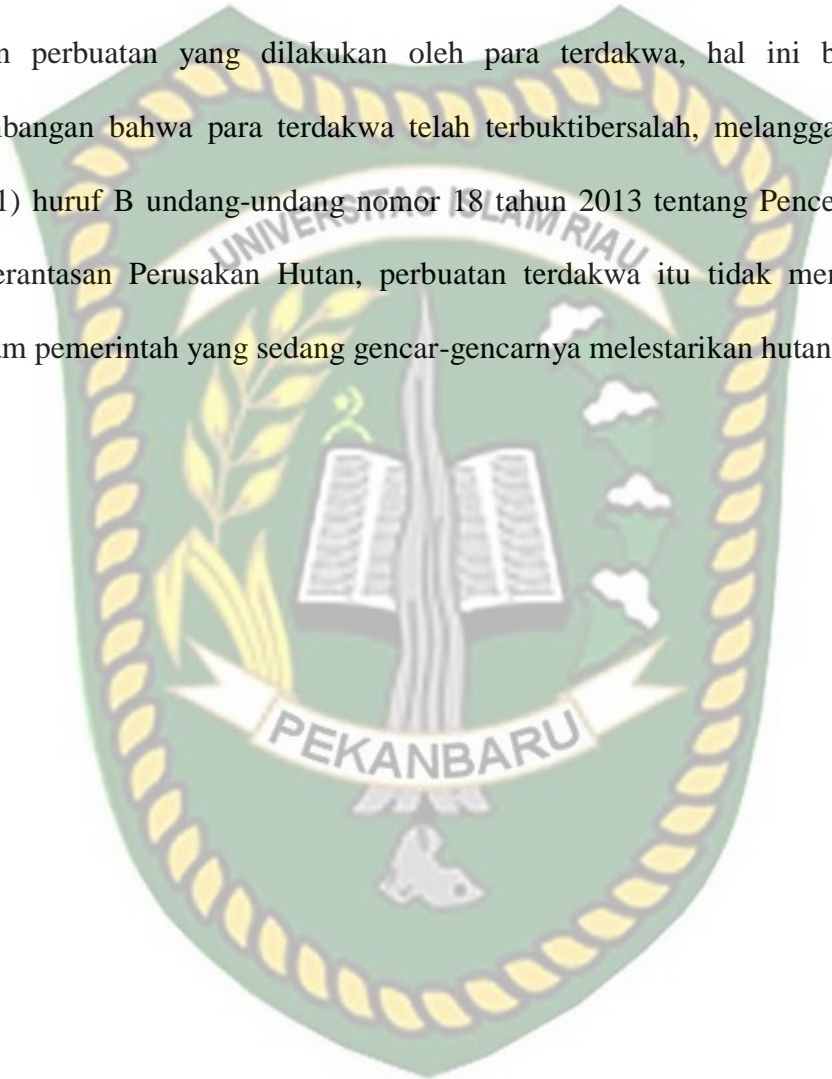 perbuatan yang dilakukan oleh para terdakwa, hal ini
bahwa para terdakwa telah terbuktibersalah,
1) huruf B undang-undang nomor 18 tahun 2013 tentang
Perusakan Hutan, perbuatan terdakwa itu tidak
pemerintah yang sedang gencar-gencarnya melestarikan hutan
UNIVERSITAS ISLAM RIAU
PEKANBARU